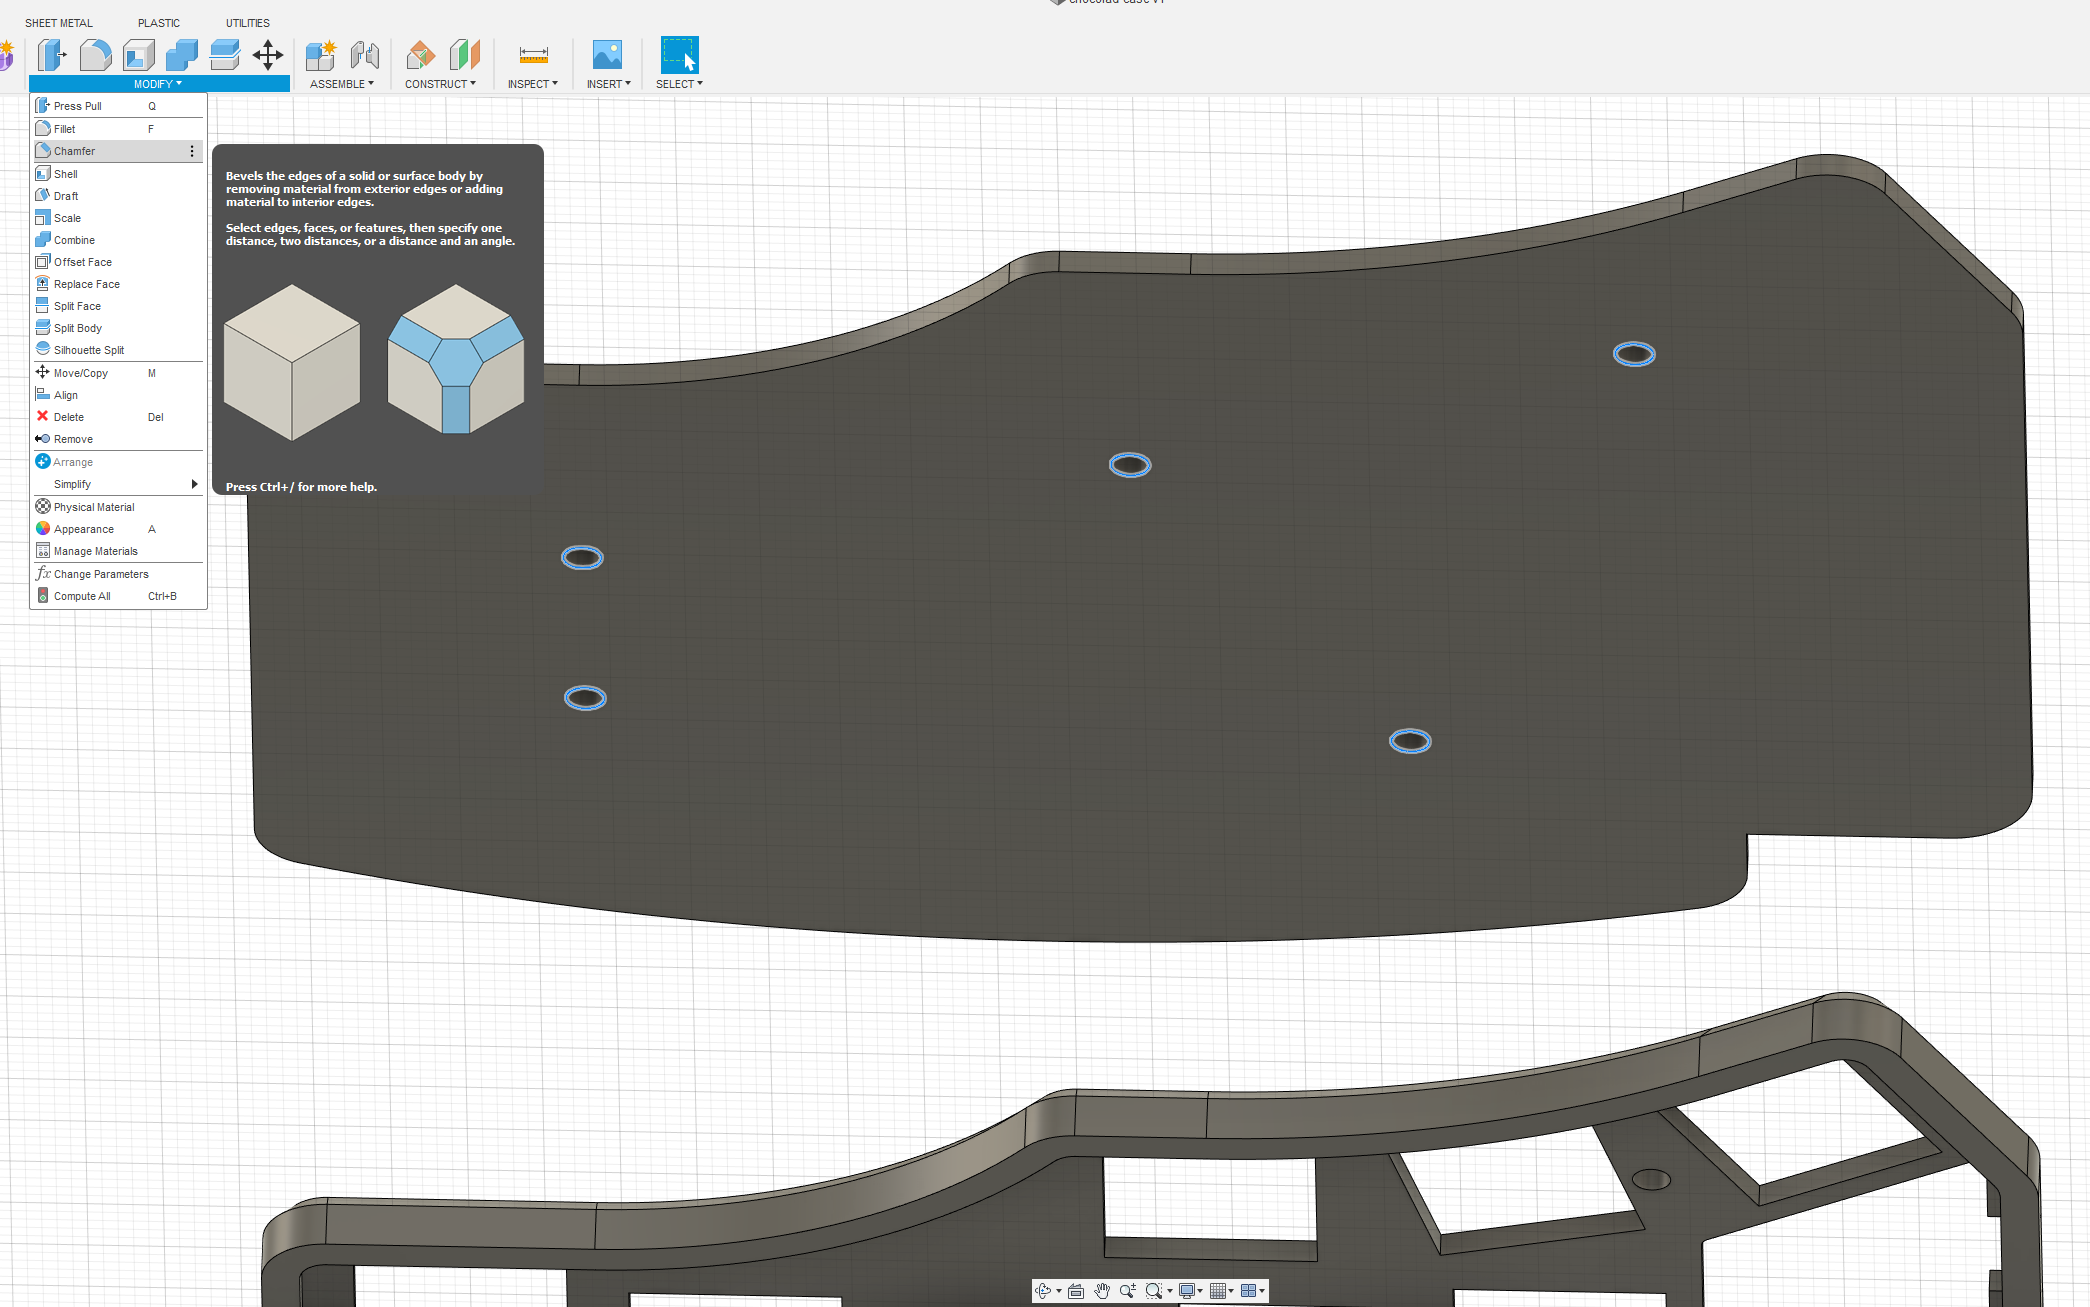 chocofad-case v1
SHEET METAL PLASTIC UTILITIES
MODIFY ASSEMBLE CONSTRUCT INSPECT INSERT SELECT
Press Pull Q
Fillet F
Chamfer
Shell
Draft
Scale
Combine
Offset Face
Replace Face
Split Face
Split Body
Silhouette Split
Move/Copy M
Align
Delete Del
Remove
Arrange
Simplify
Physical Material
Appearance A
Manage Materials
fx Change Parameters
Compute All Ctrl+B
Bevels the edges of a solid or surface body by
removing material from exterior edges or adding
material to interior edges.
Select edges, faces, or features, then specify one
distance, two distances, or a distance and an angle.
Press Ctrl+/ for more help.